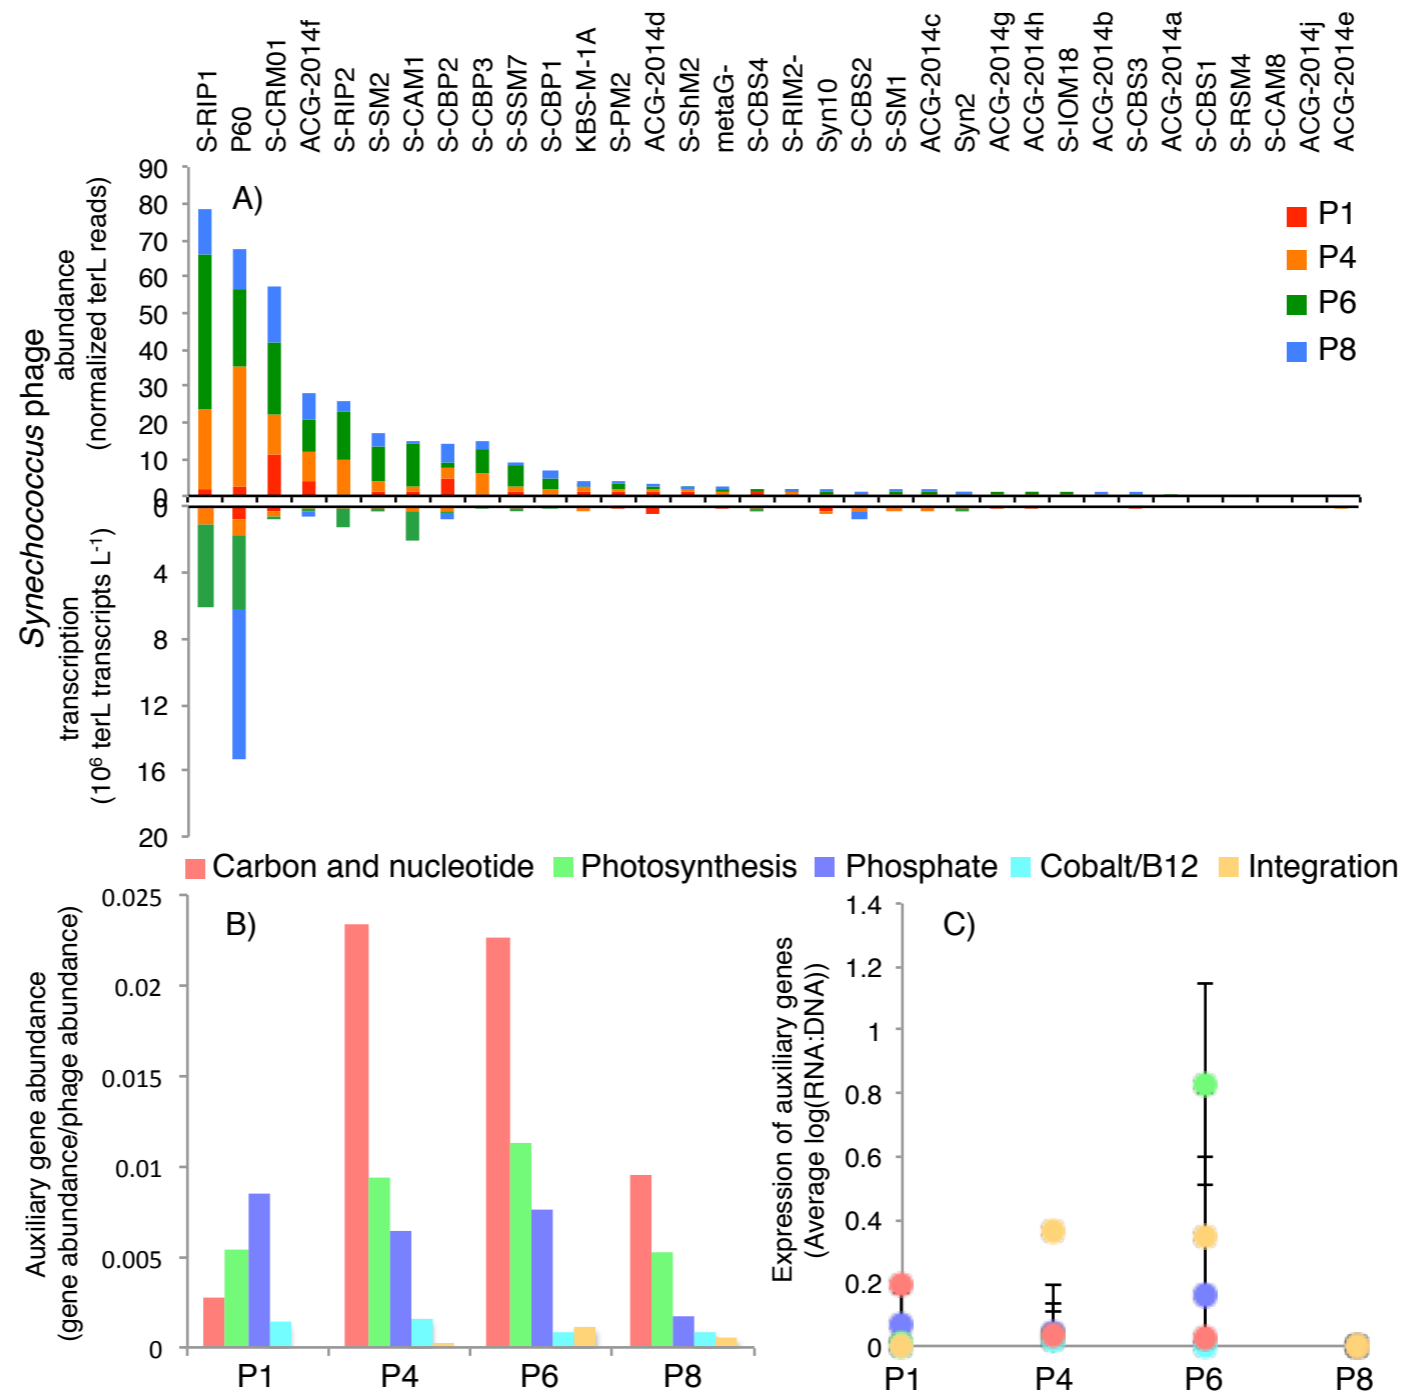 S-RIP1
P60
S-CRM01
ACG-2014f
S-RIP2
S-SM2
S-CAM1
S-CBP2
S-CBP3
S-SSM7
S-CBP1
KBS-M-1A
S-PM2
ACG-2014d
S-ShM2
metaG-
S-CBS4
S-RIM2-
Syn10
S-CBS2
S-SM1
ACG-2014c
Syn2
ACG-2014g
ACG-2014h
S-IOM18
ACG-2014b
S-CBS3
ACG-2014a
S-CBS1
S-RSM4
S-CAM8
ACG-2014j
ACG-2014e
A)
Synechococcus phage
abundance
(normalized terL reads)
90
80
70
60
50
40
30
20
10
0
P1
P4
P6
P8
transcription
(10⁶ terL transcripts L⁻¹)
0
4
8
12
16
20
Carbon and nucleotide
Photosynthesis
Phosphate
Cobalt/B12
Integration
B)
Auxiliary gene abundance
(gene abundance/phage abundance)
0.025
0.02
0.015
0.01
0.005
0
P1
P4
P6
P8
C)
Expression of auxiliary genes
(Average log(RNA:DNA))
1.4
1.2
1
0.8
0.6
0.4
0.2
0
P1
P4
P6
P8